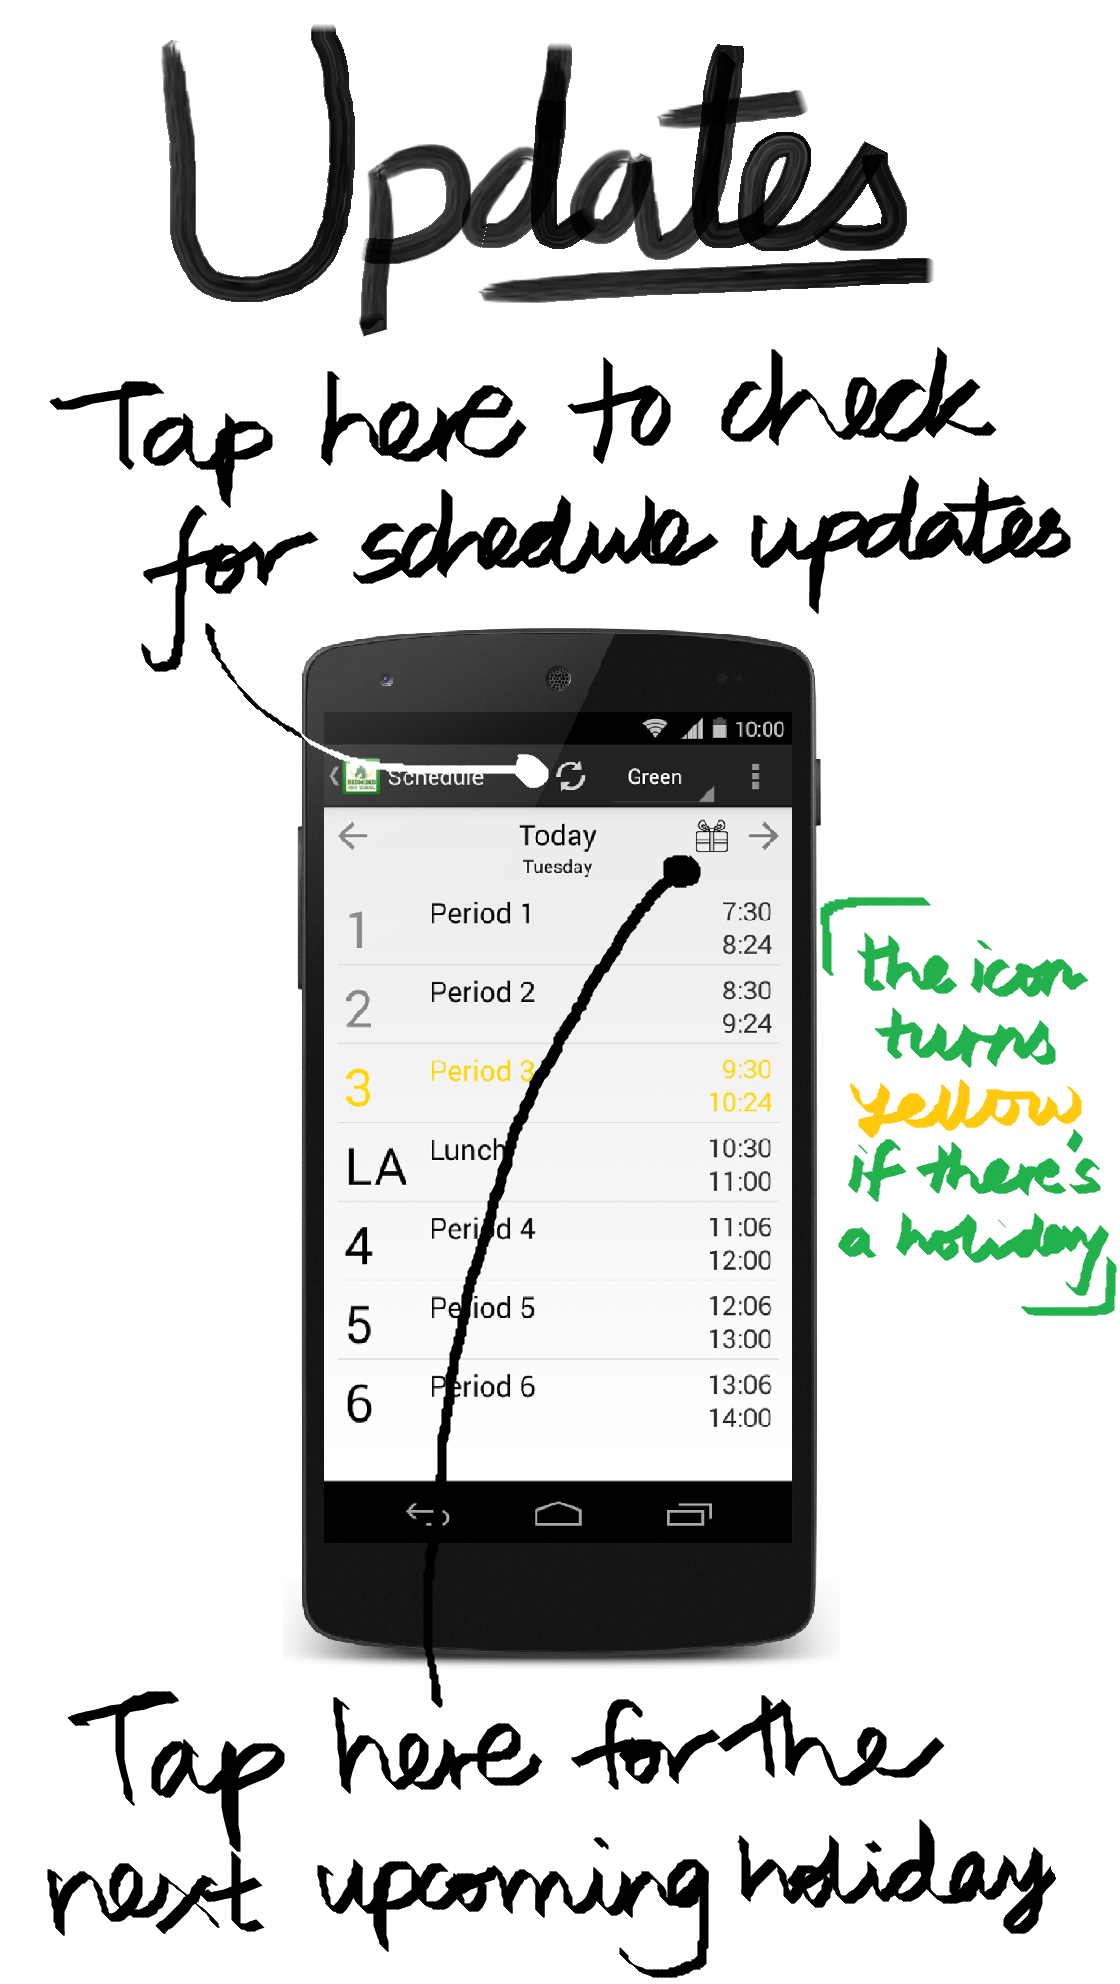 Updates
Tap here to check
for schedule updates
10:00
Schedule
Green
Today
Tuesday
1 Period 1 7:30
8:24
2 Period 2 8:30
9:24
3 Period 3 9:30
10:24
LA Lunch 10:30
11:00
4 Period 4 11:06
12:00
5 Period 5 12:06
13:00
6 Period 6 13:06
14:00
the icon
turns
yellow
if there's
a holiday
Tap here for the
next upcoming holiday